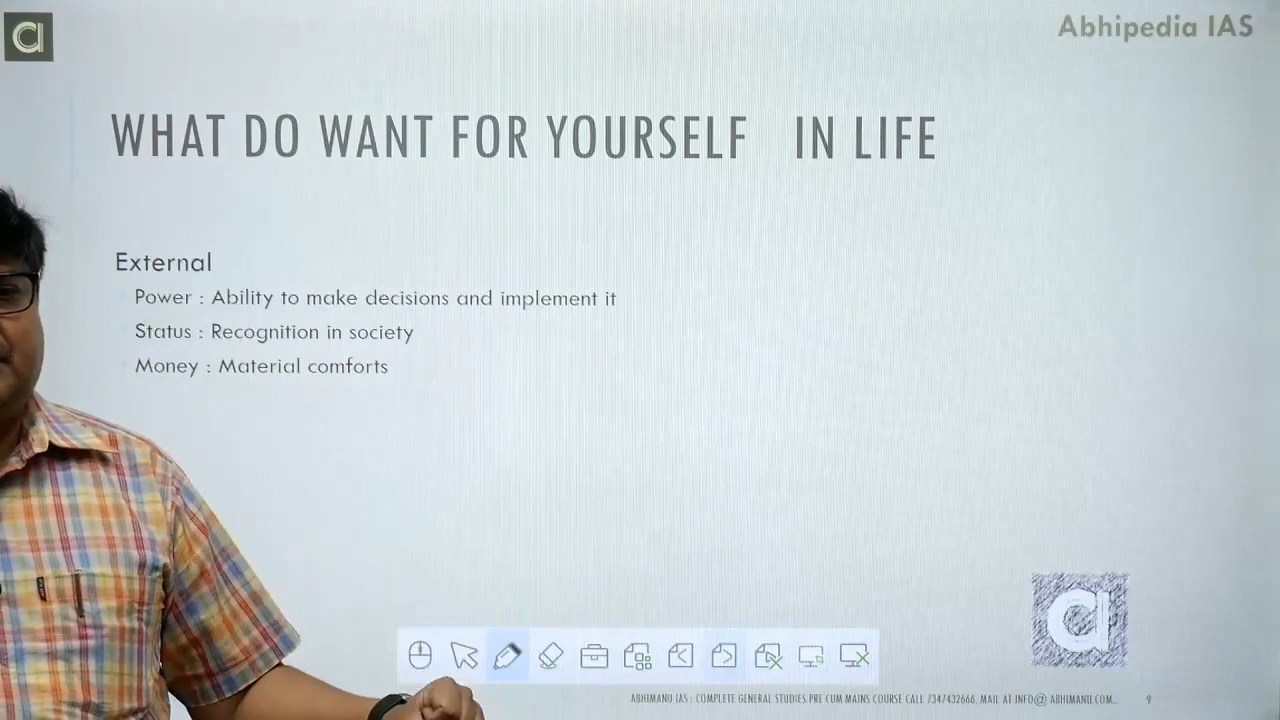 Abhipedia IAS
WHAT DO WANT FOR YOURSELF IN LIFE
External
Power : Ability to make decisions and implement it
Status : Recognition in society
Money : Material comforts
ABHIMANU IAS : COMPLETE GENERAL STUDIES PRE CUM MAINS COURSE CALL 7347432666, MAIL AT INFO@ ABHIMANU.COM.. 9